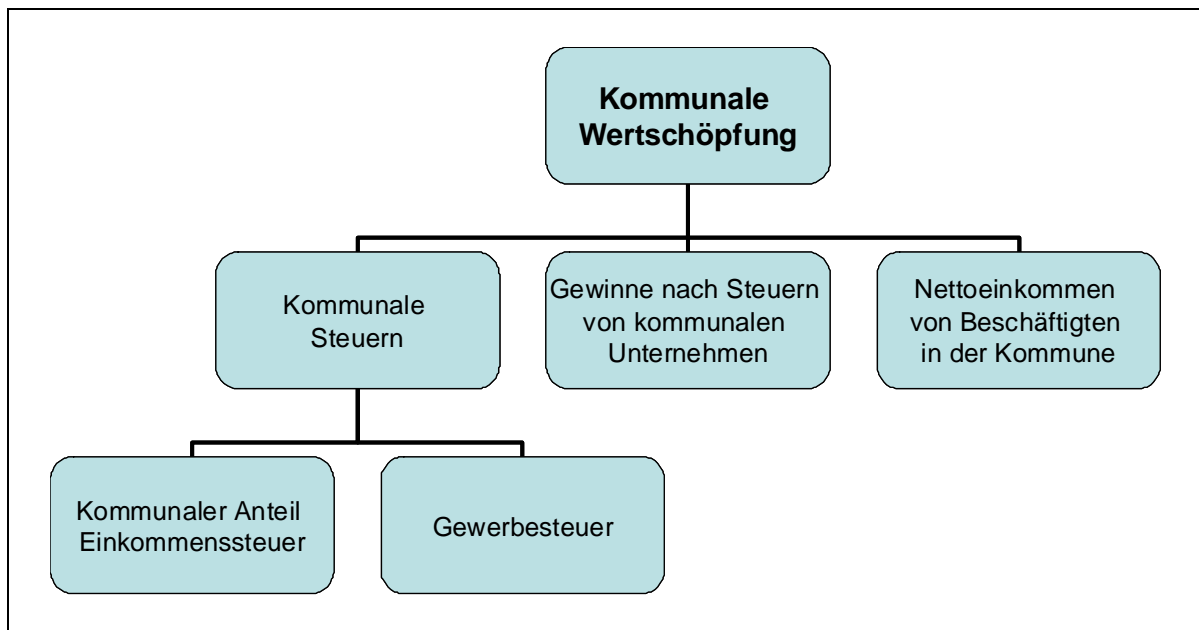 Kommunale
Wertschöpfung
Kommunale
Steuern
Gewinne nach Steuern
von kommunalen
Unternehmen
Nettoeinkommen
von Beschäftigten
in der Kommune
Kommunaler Anteil
Einkommenssteuer
Gewerbesteuer